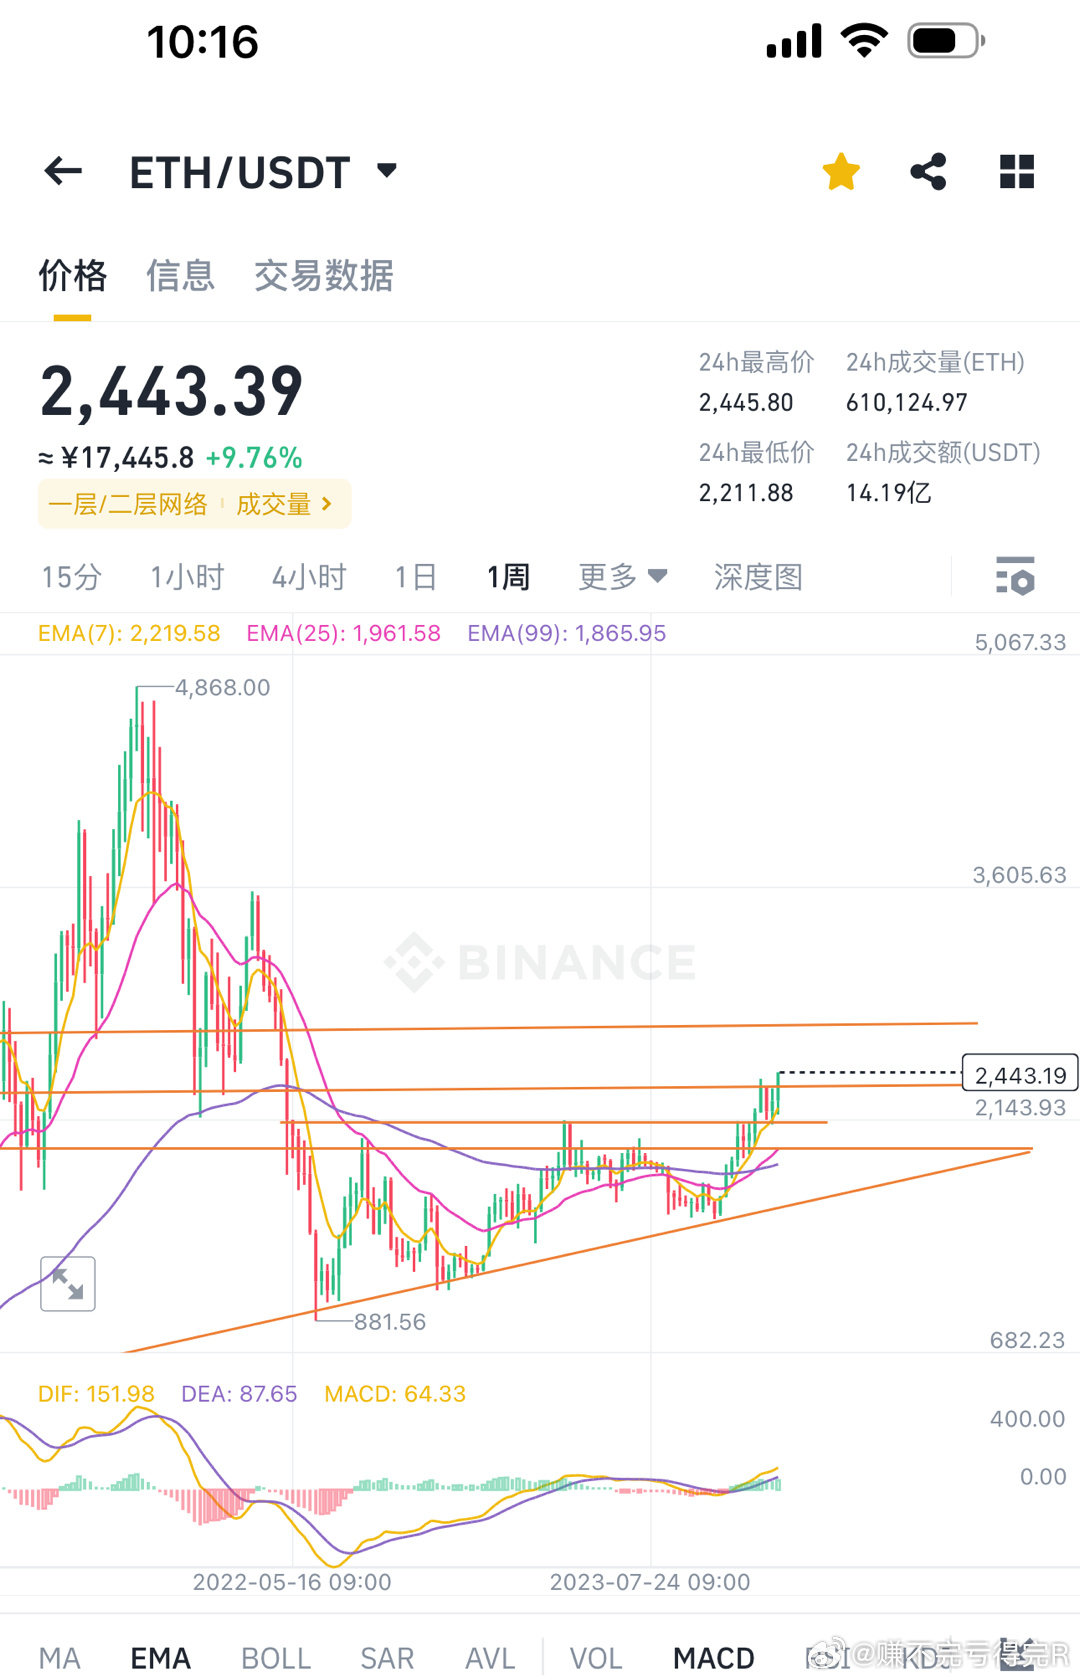 10:16
ETH/USDT
价格 信息 交易数据
2,443.39
≈ ¥17,445.8 +9.76%
一层/二层网络 成交量
24h最高价 24h成交量(ETH)
2,445.80 610,124.97
24h最低价 24h成交额(USDT)
2,211.88 14.19亿
15分 1小时 4小时 1日 1周 更多 深度图
EMA(7): 2,219.58 EMA(25): 1,961.58 EMA(99): 1,865.95
5,067.33
4,868.00
3,605.63
BINANCE
2,443.19
2,143.93
881.56
682.23
DIF: 151.98 DEA: 87.65 MACD: 64.33
400.00
0.00
2022-05-16 09:00 2023-07-24 09:00
MA EMA BOLL SAR AVL VOL MACD RSI KDJ
@赚不完亏得完R